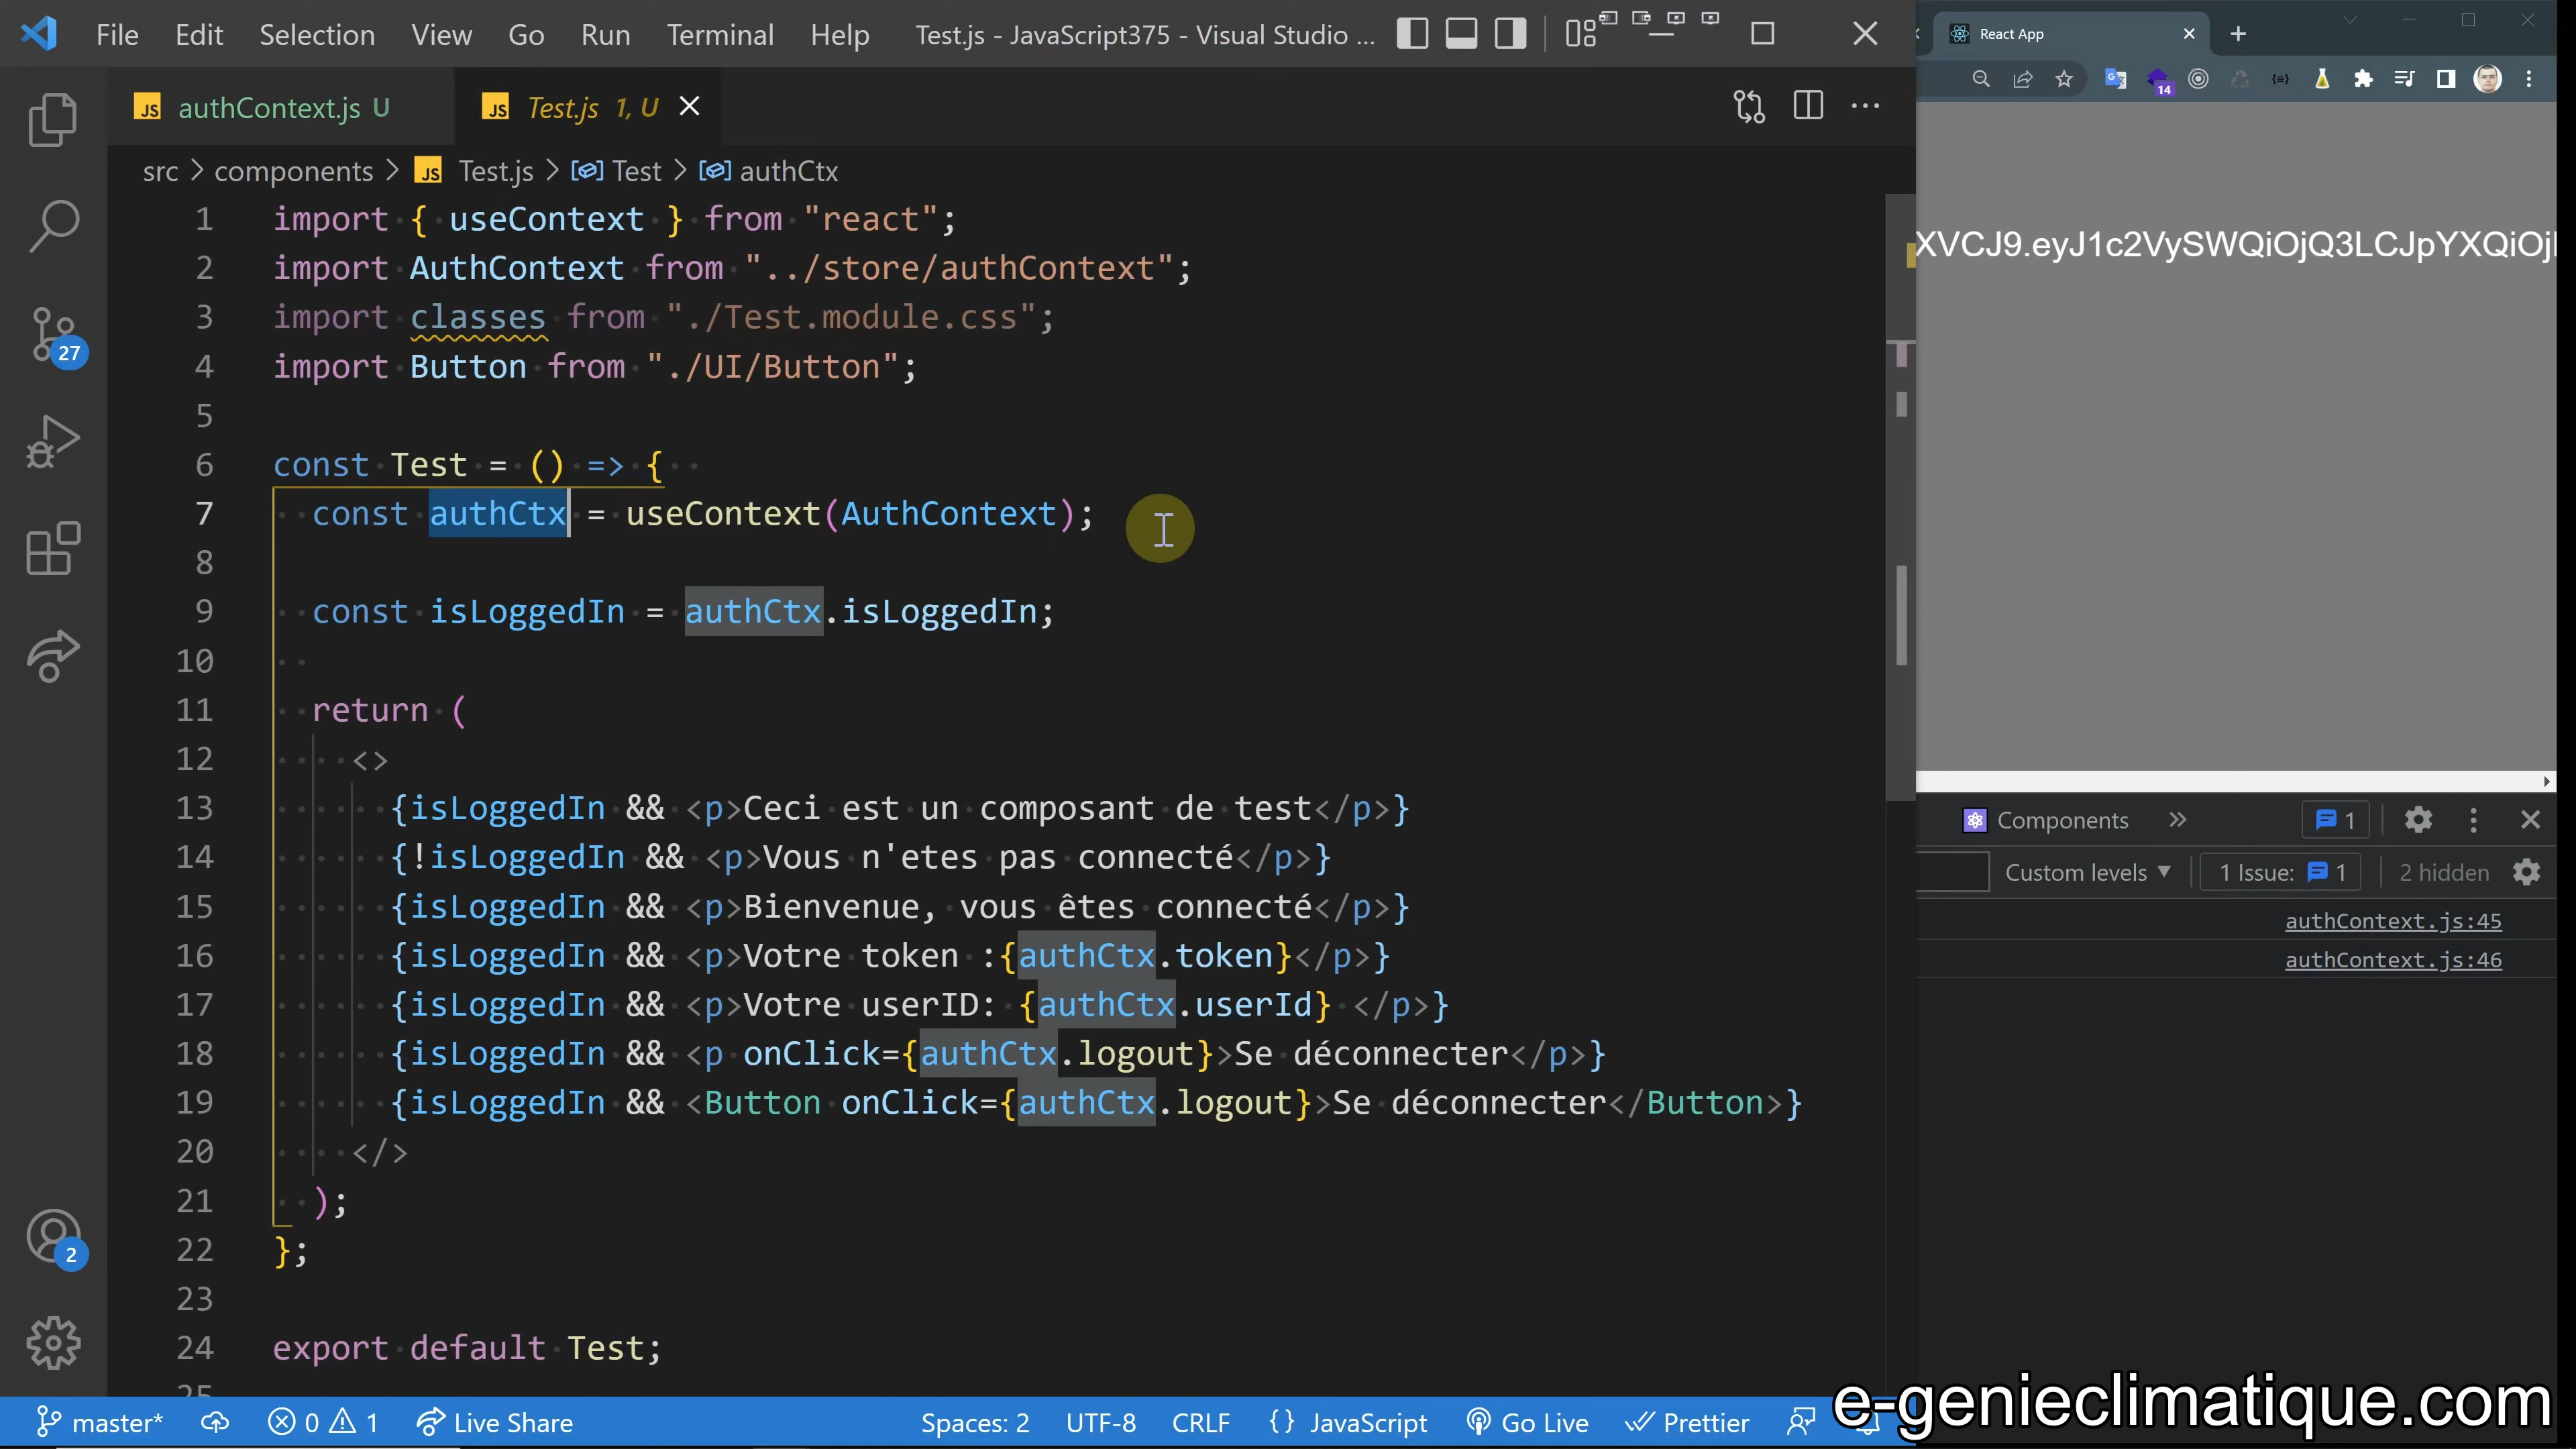 File Edit Selection View Go Run Terminal Help Test.js - JavaScript375 - Visual Studio ...
React App
authContext.js U Test.js 1, U
14
src > components > Test.js > Test > authCtx
1 import { useContext } from "react";
2 import AuthContext from "../store/authContext";
3 import classes from "./Test.module.css";
4 import Button from "./UI/Button";
5
6 const Test = () => {
7 const authCtx = useContext(AuthContext);
8
9 const isLoggedIn = authCtx.isLoggedIn;
10
11 return (
12 <>
13 {isLoggedIn && <p>Ceci est un composant de test</p>}
14 {!isLoggedIn && <p>Vous n'etes pas connecté</p>}
15 {isLoggedIn && <p>Bienvenue, vous êtes connecté</p>}
16 {isLoggedIn && <p>Votre token :{authCtx.token}</p>}
17 {isLoggedIn && <p>Votre userID: {authCtx.userId} </p>}
18 {isLoggedIn && <p onClick={authCtx.logout}>Se déconnecter</p>}
19 {isLoggedIn && <Button onClick={authCtx.logout}>Se déconnecter</Button>}
20 </>
21 );
22 };
23
24 export default Test;
25
27
2
XVCJ9.eyJ1c2VySWQiOjQ3LCJpYXQiOj
Components » 1
Custom levels 1 Issue: 1 2 hidden
authContext.js:45
authContext.js:46
master* 0 1 Live Share Spaces: 2 UTF-8 CRLF {} JavaScript Go Live Prettier
e-genieclimatique.com